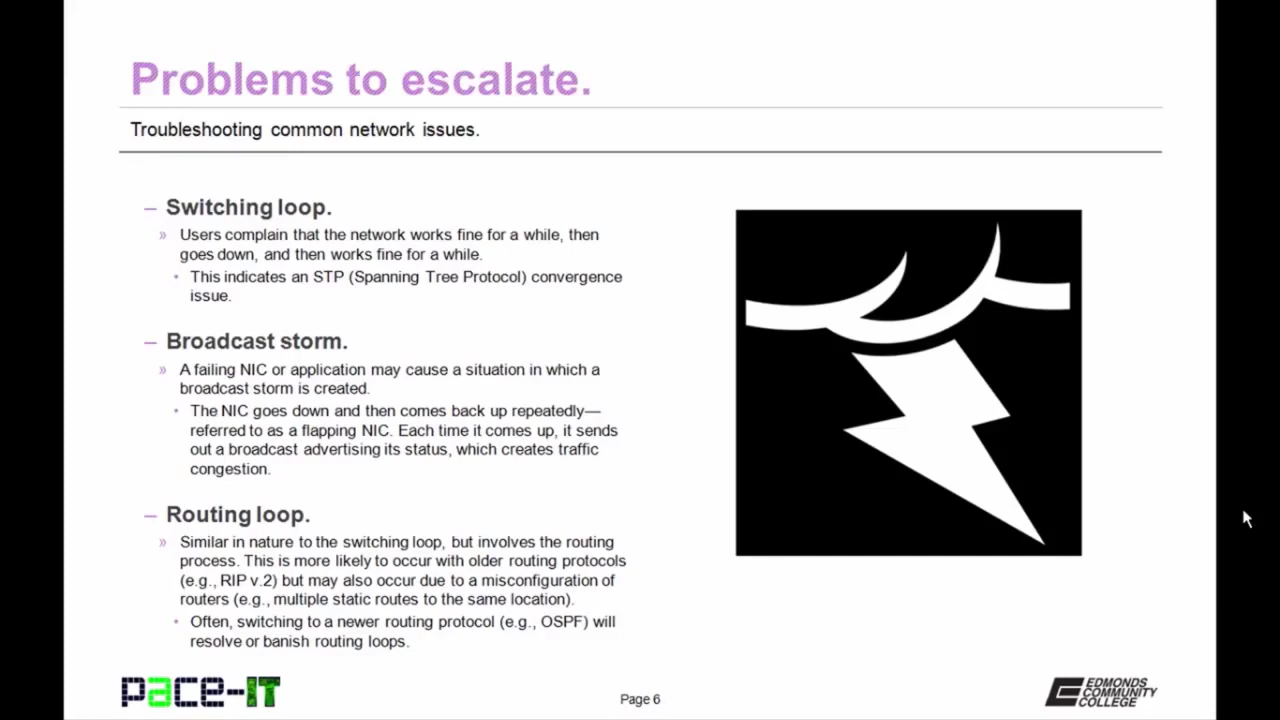 Problems to escalate.
Troubleshooting common network issues.
– Switching loop.
» Users complain that the network works fine for a while, then
goes down, and then works fine for a while.
• This indicates an STP (Spanning Tree Protocol) convergence
issue.
– Broadcast storm.
» A failing NIC or application may cause a situation in which a
broadcast storm is created.
• The NIC goes down and then comes back up repeatedly—
referred to as a flapping NIC. Each time it comes up, it sends
out a broadcast advertising its status, which creates traffic
congestion.
– Routing loop.
» Similar in nature to the switching loop, but involves the routing
process. This is more likely to occur with older routing protocols
(e.g., RIP v.2) but may also occur due to a misconfiguration of
routers (e.g., multiple static routes to the same location).
• Often, switching to a newer routing protocol (e.g., OSPF) will
resolve or banish routing loops.
pace-IT
Page 6
EDMONDS
COMMUNITY
COLLEGE